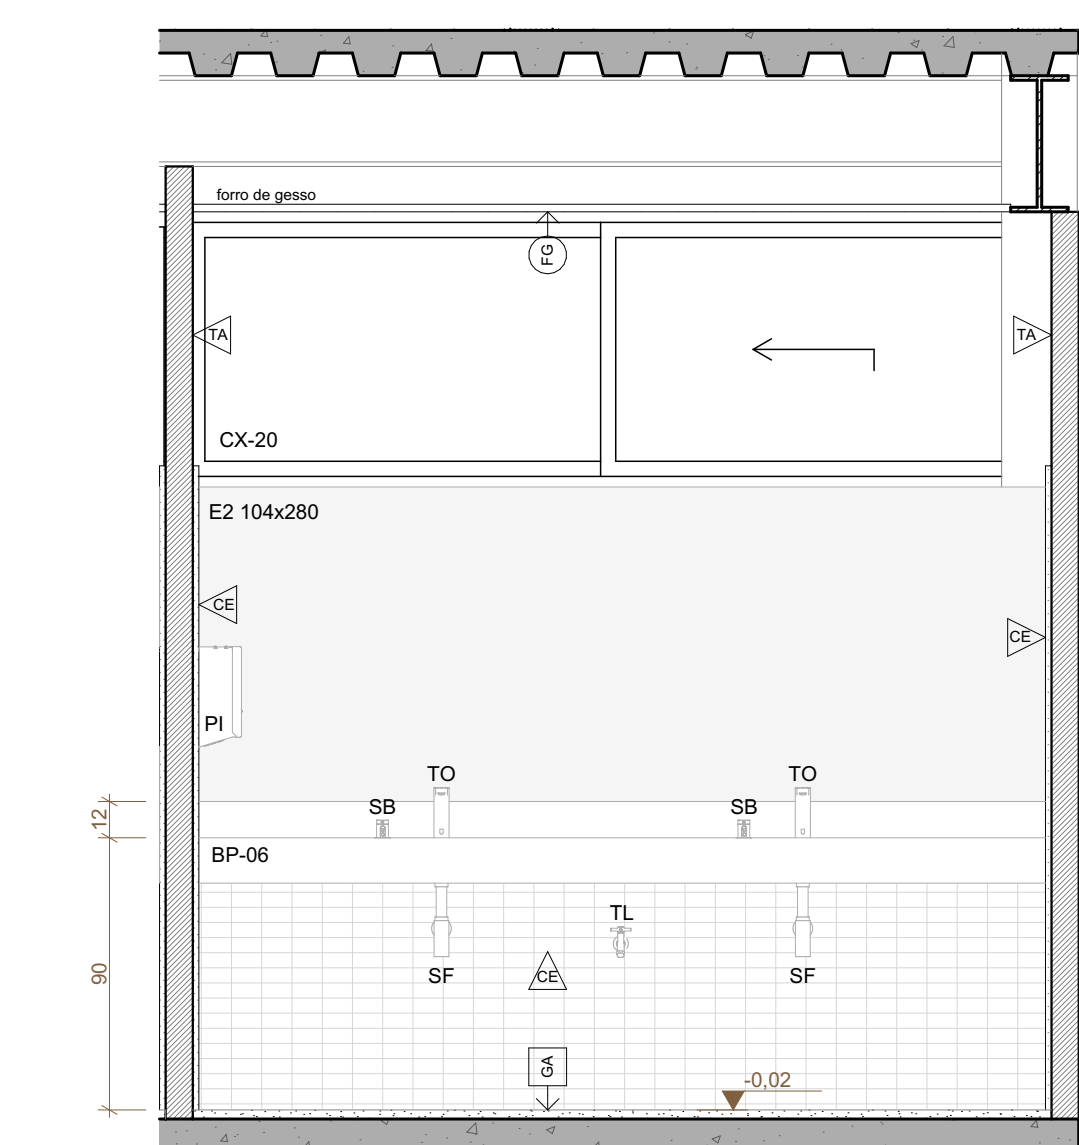 forro de gesso
FG
TA
TA
CX-20
E2 104x280
CE
CE
PI
TO
TO
SB
SB
12
BP-06
TL
90
SF
CE
SF
GA
-0,02